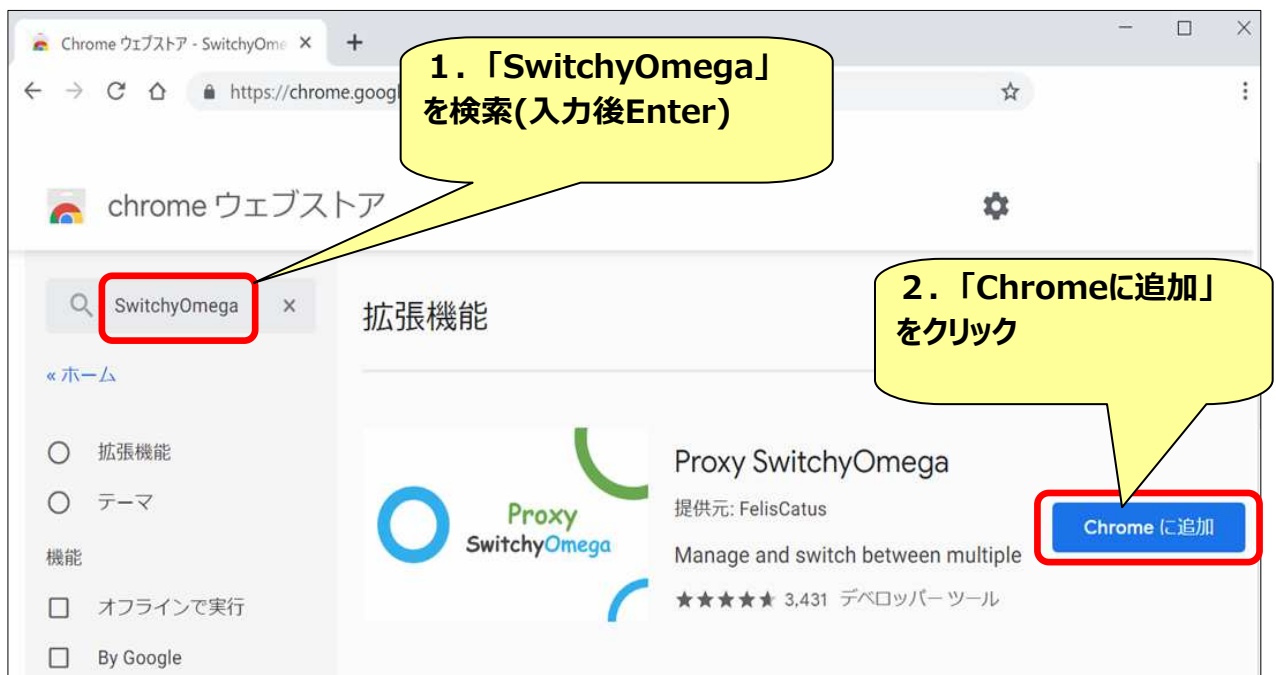 Chrome ウェブストア - SwitchyOme
https://chrome.googl
1．「SwitchyOmega」
を検索(入力後Enter)
chrome ウェブストア
SwitchyOmega
2．「Chromeに追加」
をクリック
拡張機能
«ホーム
拡張機能
テーマ
機能
オフラインで実行
By Google
Proxy
SwitchyOmega
Proxy SwitchyOmega
提供元: FelisCatus
Manage and switch between multiple
3,431 デベロッパー ツール
Chrome に追加